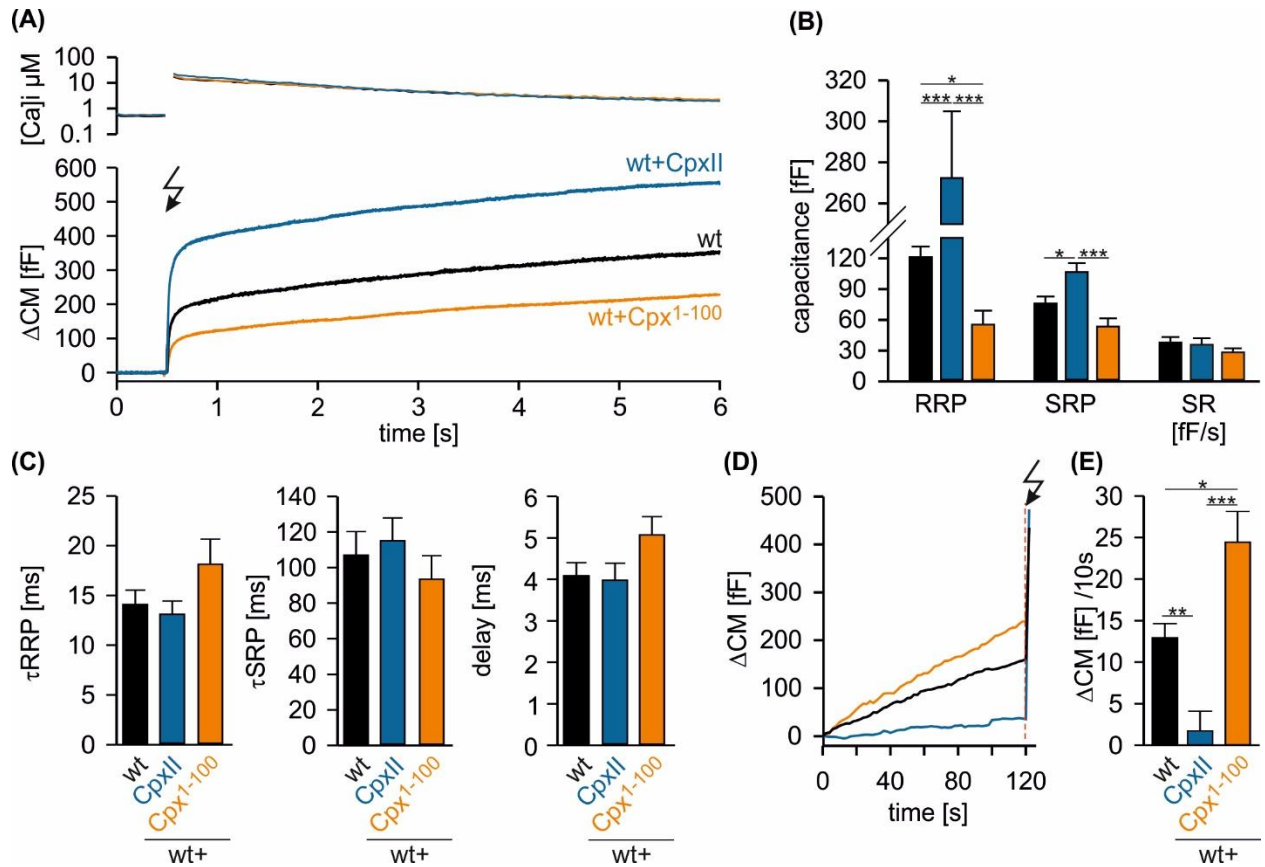 (A)
[Ca]i µM
100
10
1
0.1
ΔCM [fF]
600
500
400
300
200
100
0
wt+CpxII
wt
wt+Cpx1-100
0 1 2 3 4 5 6
time [s]
(B)
capacitance [fF]
320
300
280
260
120
90
60
30
0
*
*** ***
* ***
RRP SRP SR
[fF/s]
(C)
τRRP [ms]
25
20
15
10
5
0
wt CpxII Cpx1-100
wt+
τSRP [ms]
140
120
100
80
60
40
20
0
wt CpxII Cpx1-100
wt+
delay [ms]
6
5
4
3
2
1
0
wt CpxII Cpx1-100
wt+
(D)
ΔCM [fF]
500
400
300
200
100
0
0 40 80 120
time [s]
(E)
ΔCM [fF] /10s
30
25
20
15
10
5
0
*
***
**
wt CpxII Cpx1-100
wt+